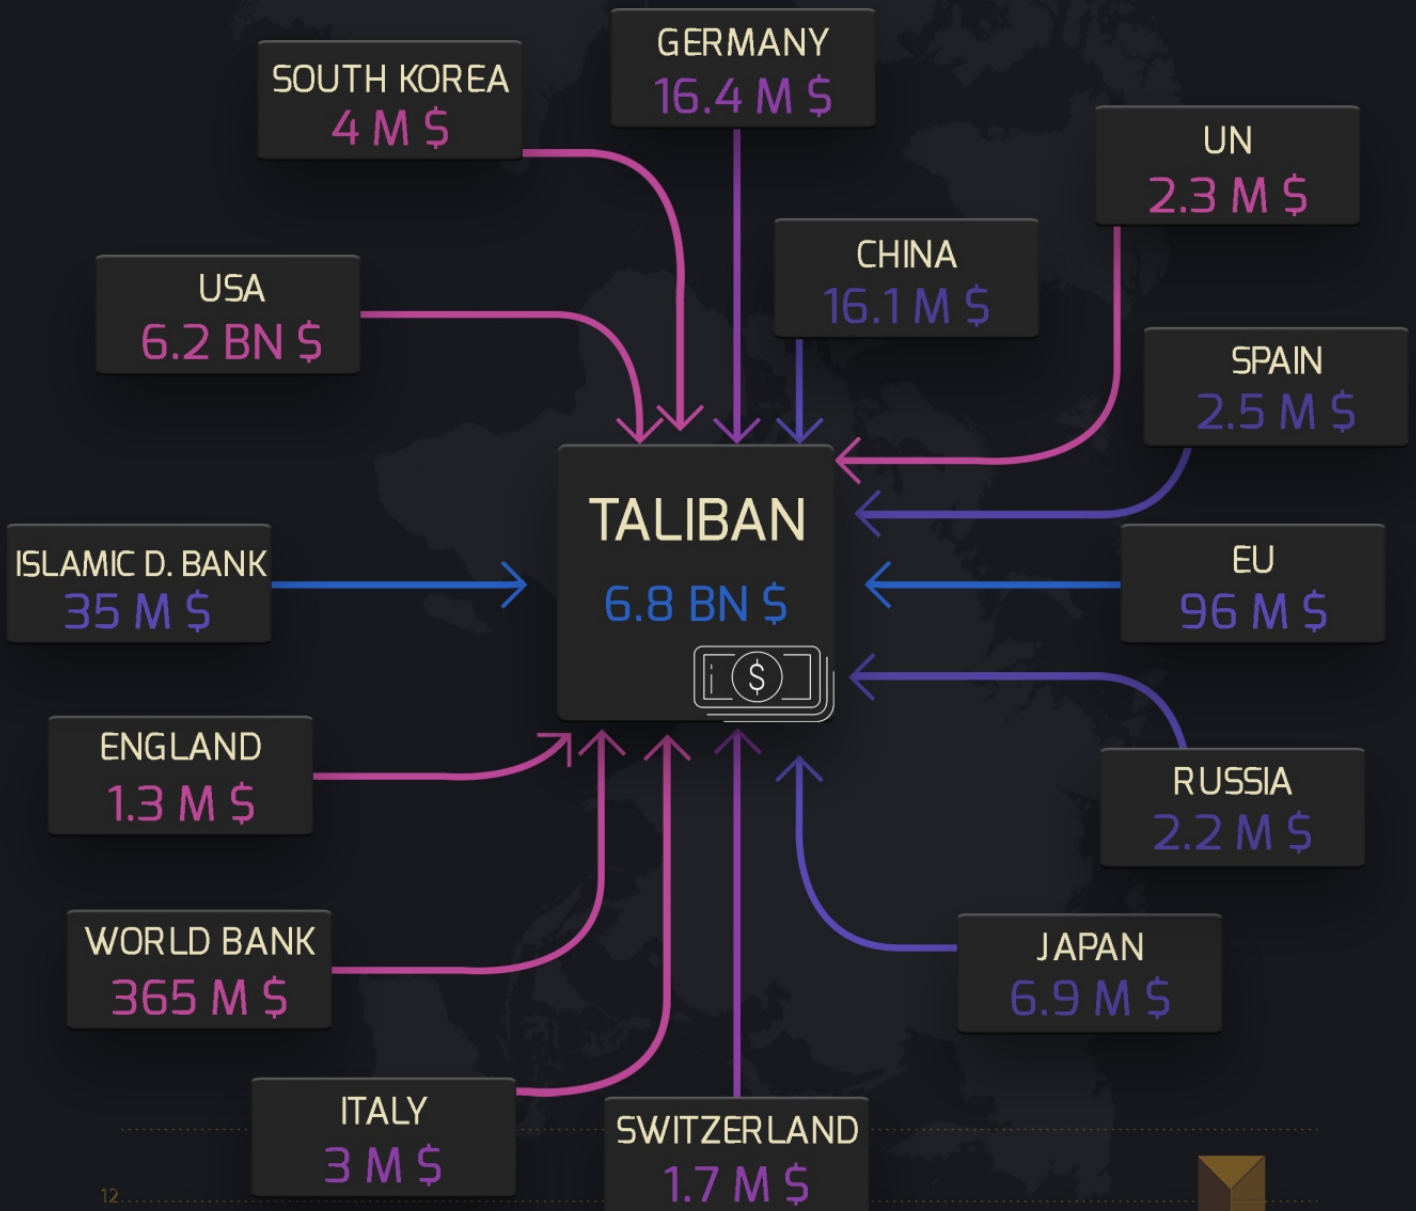 GERMANY
16.4 M $
SOUTH KOREA
4 M $
UN
2.3 M $
CHINA
16.1 M $
USA
6.2 BN $
SPAIN
2.5 M $
TALIBAN
6.8 BN $
$
ISLAMIC D. BANK
35 M $
EU
96 M $
ENGLAND
1.3 M $
RUSSIA
2.2 M $
WORLD BANK
365 M $
JAPAN
6.9 M $
ITALY
3 M $
SWITZERLAND
1.7 M $
12